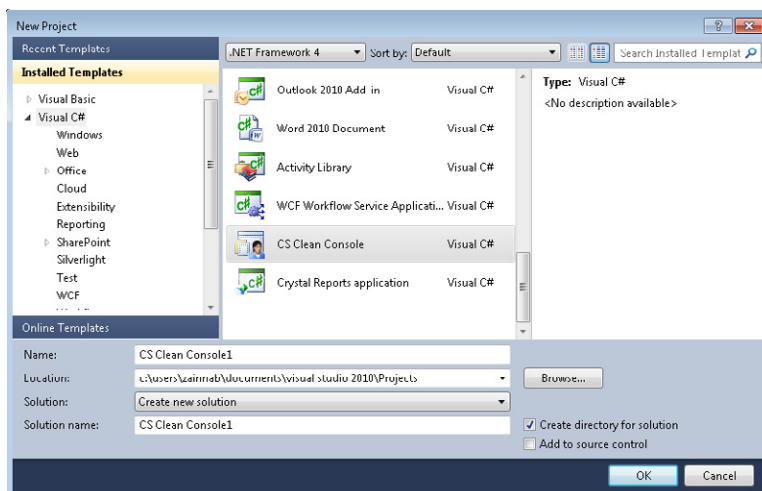 New Project
Recent Templates
.NET Framework 4
Sort by: Default
Search Installed Templat
Installed Templates
Visual Basic
Visual C#
Windows
Web
Office
Cloud
Extensibility
Reporting
SharePoint
Silverlight
Test
WCF
Outlook 2010 Add in Visual C#
Word 2010 Document Visual C#
Activity Library Visual C#
WCF Workflow Service Applicati... Visual C#
CS Clean Console Visual C#
Crystal Reports application Visual C#
Type: Visual C#
<No description available>
Online Templates
Name: CS Clean Console1
Location: c:\users\zainnab\documents\visual studio 2010\Projects
Browse...
Solution: Create new solution
Solution name: CS Clean Console1
Create directory for solution
Add to source control
OK Cancel